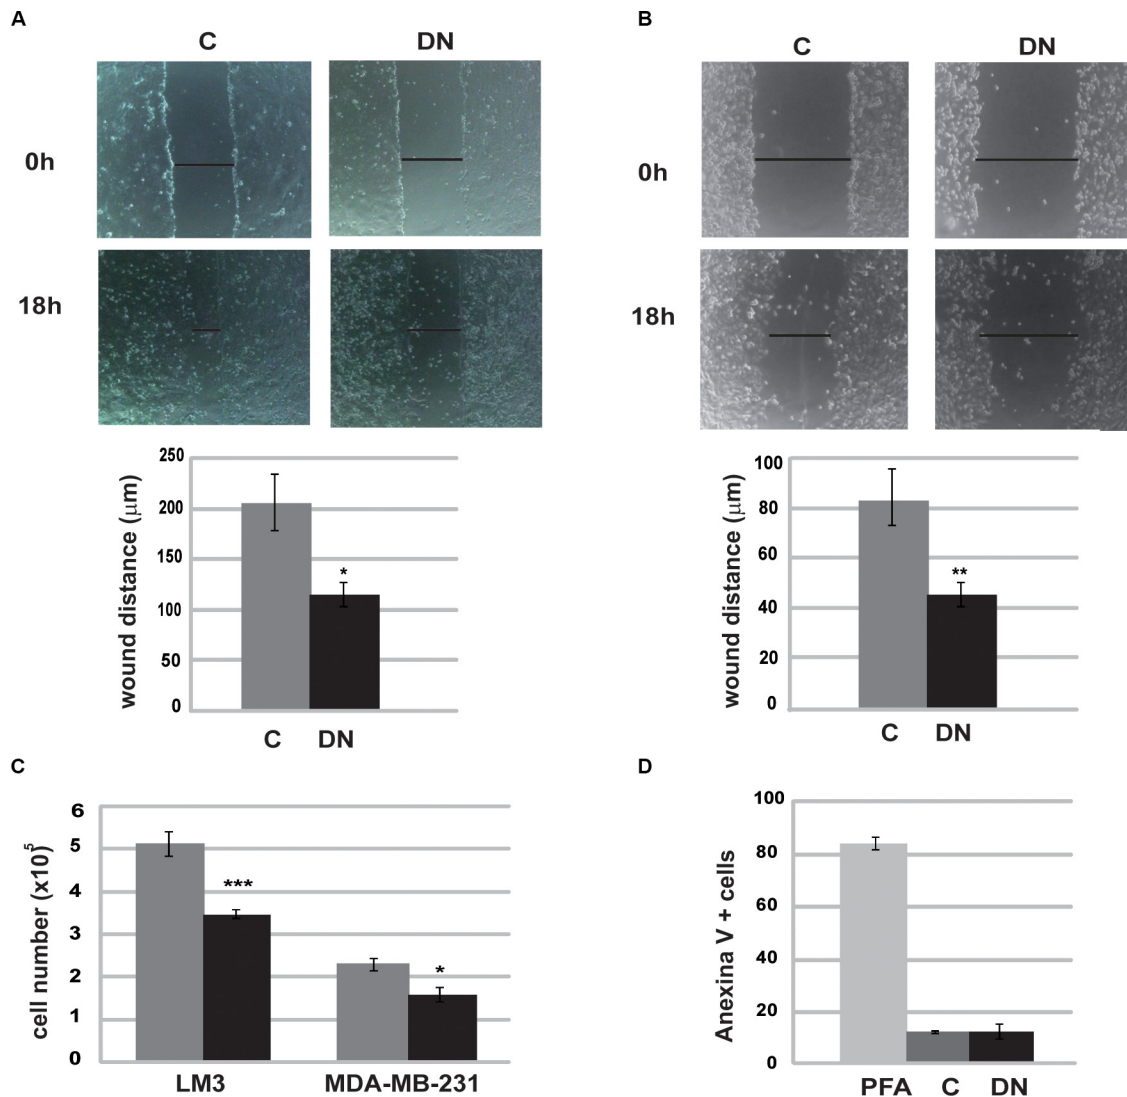 A
B
C
DN
C
DN
0h
0h
18h
18h
wound distance (µm)
250
200
150
100
50
0
*
C DN
wound distance (µm)
100
80
60
40
20
0
**
C DN
C
D
cell number (x10⁵)
6
5
4
3
2
1
0
***
*
LM3 MDA-MB-231
Anexina V + cells
100
80
60
40
20
0
PFA C DN